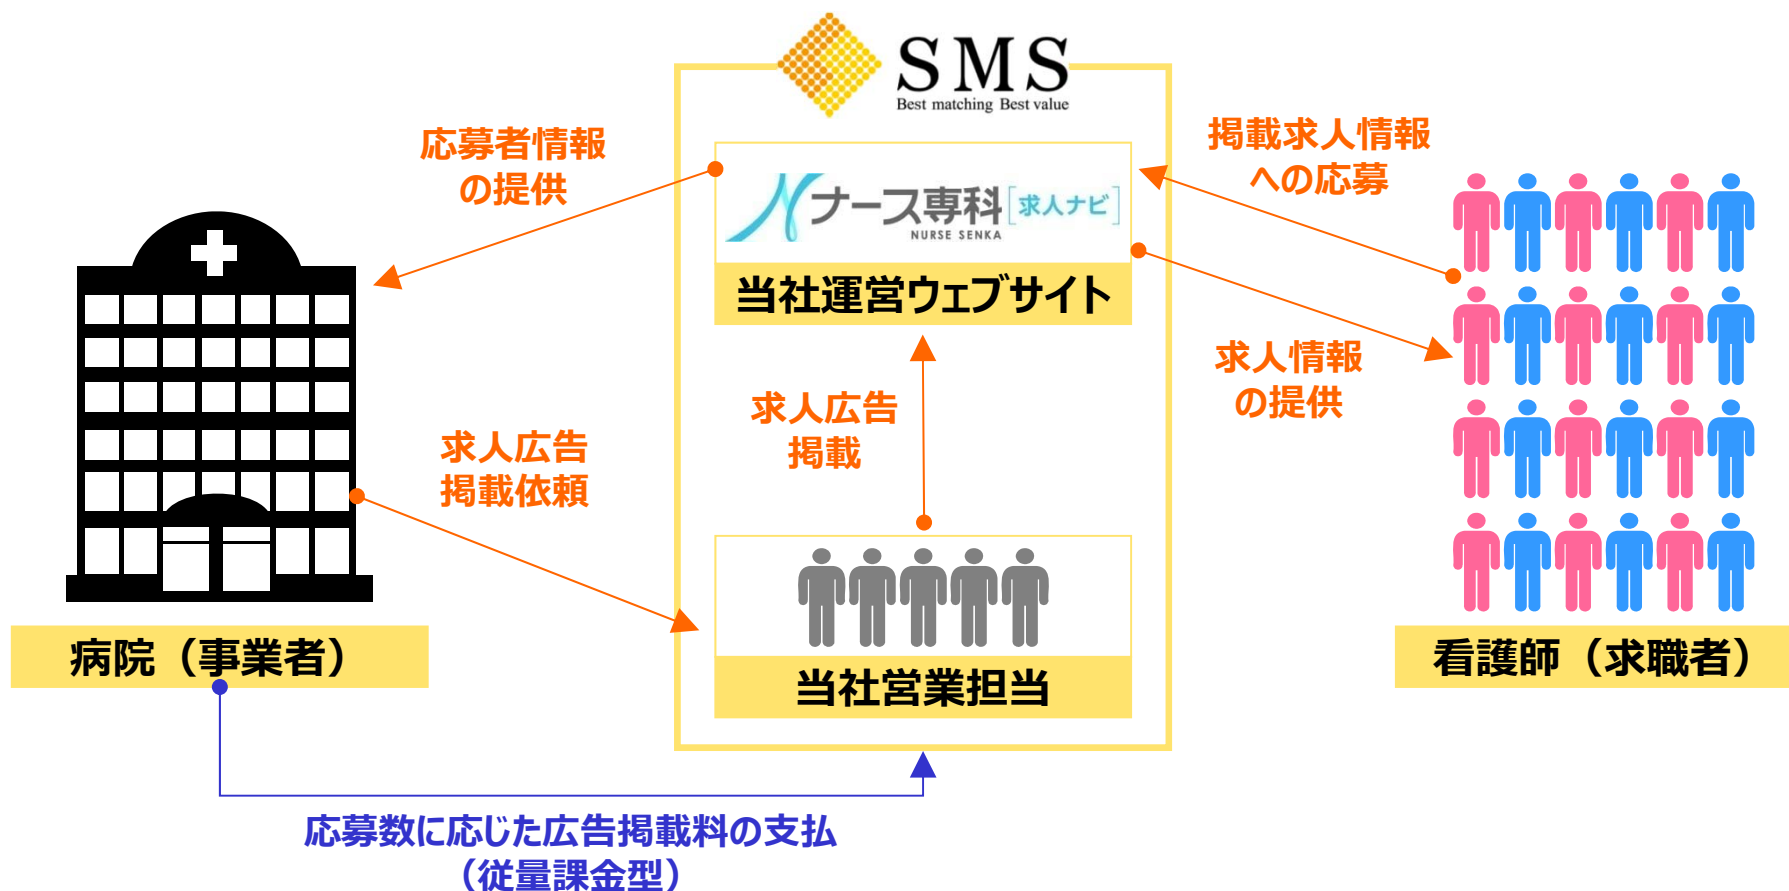 SMS
Best matching Best value
応募者情報
の提供
掲載求人情報
への応募
ナース専科[求人ナビ]
NURSE SENKA
当社運営ウェブサイト
求人情報
の提供
求人広告
掲載
求人広告
掲載依頼
病院（事業者）
当社営業担当
看護師（求職者）
応募数に応じた広告掲載料の支払
（従量課金型）